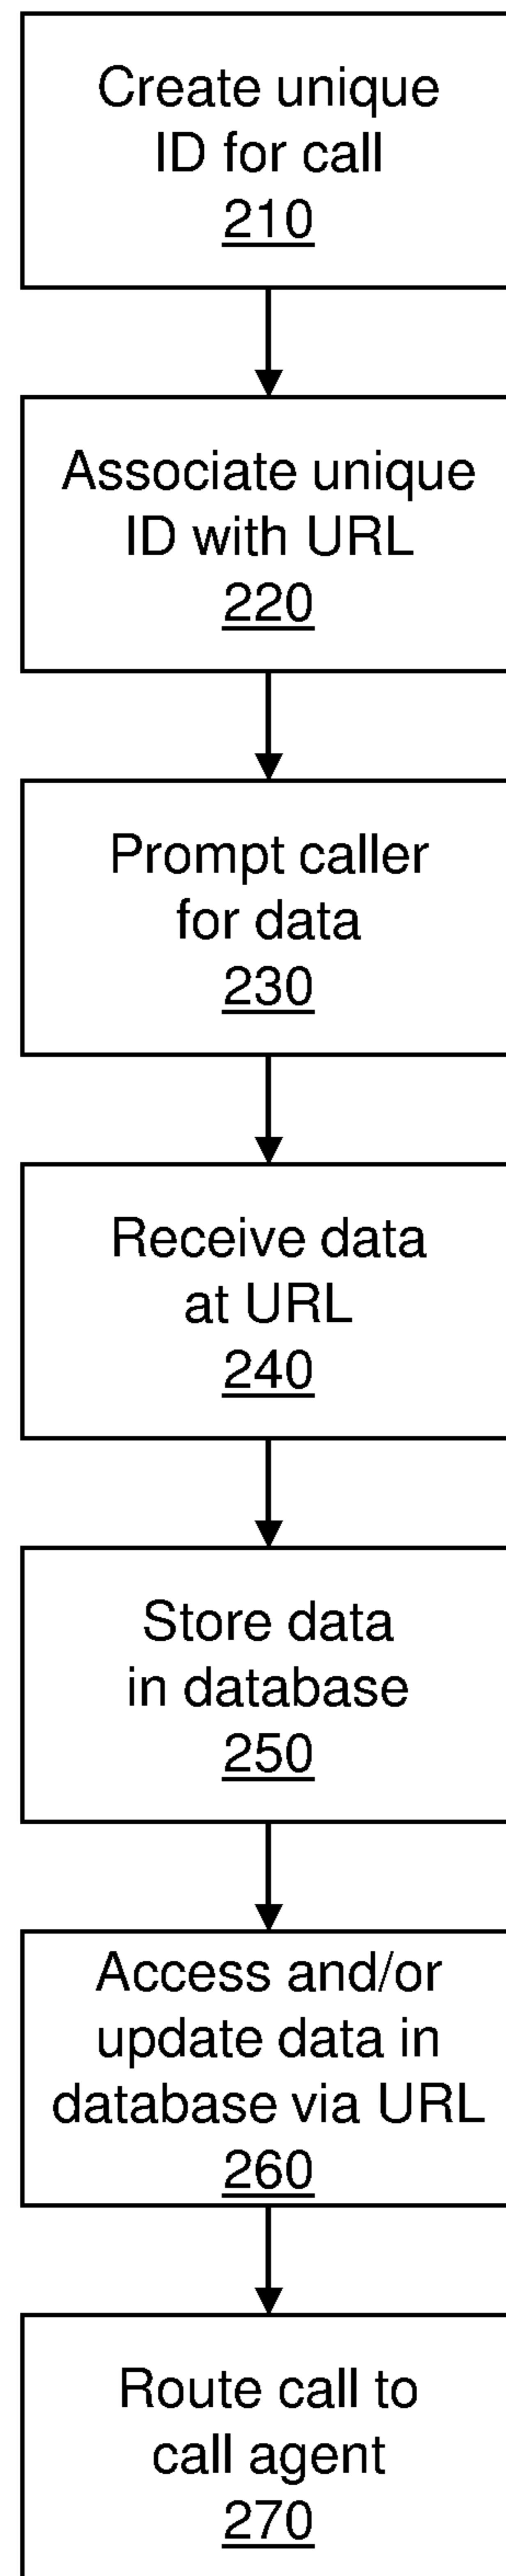 Create unique
ID for call
210
Associate unique
ID with URL
220
Prompt caller
for data
230
Receive data
at URL
240
Store data
in database
250
Access and/or
update data in
database via URL
260
Route call to
call agent
270